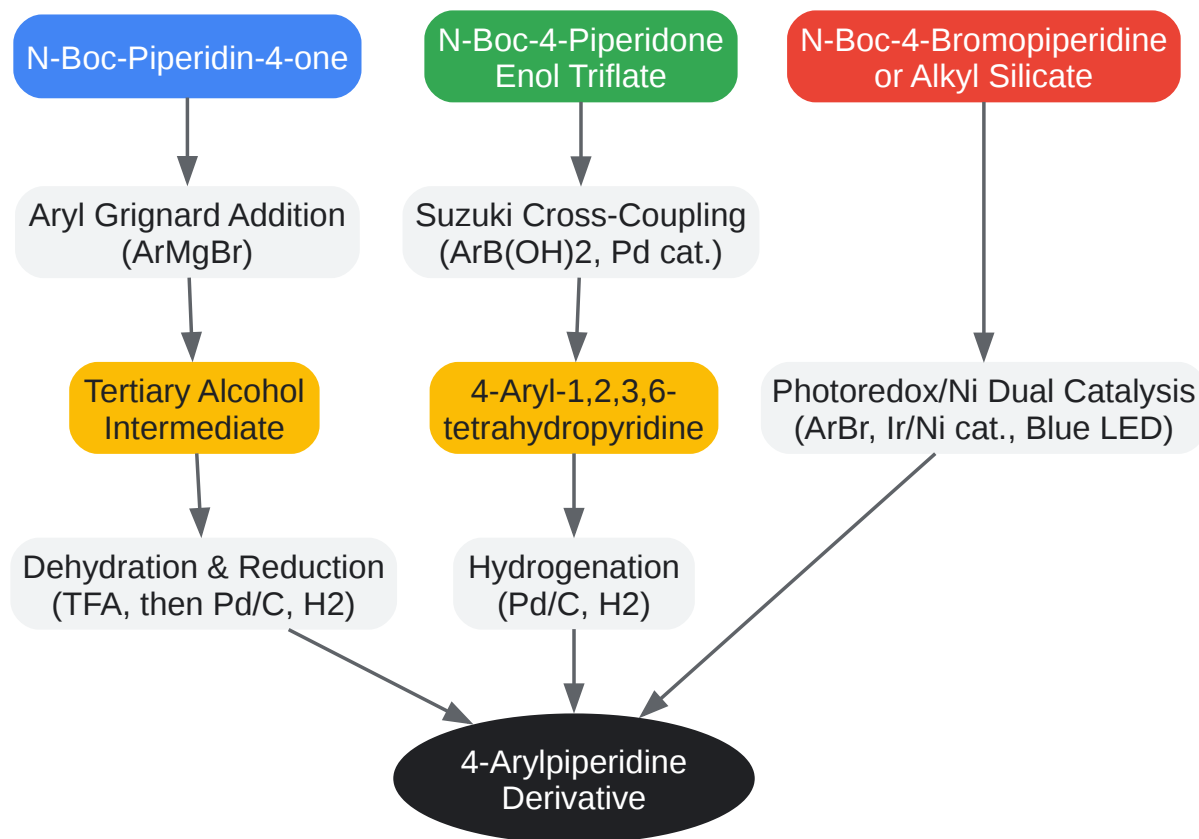 N-Boc-Piperidin-4-one
N-Boc-4-Piperidone
Enol Triflate
N-Boc-4-Bromopiperidine
or Alkyl Silicate
Aryl Grignard Addition
(ArMgBr)
Suzuki Cross-Coupling
(ArB(OH)2, Pd cat.)
Tertiary Alcohol
Intermediate
4-Aryl-1,2,3,6-
tetrahydropyridine
Photoredox/Ni Dual Catalysis
(ArBr, Ir/Ni cat., Blue LED)
Dehydration & Reduction
(TFA, then Pd/C, H2)
Hydrogenation
(Pd/C, H2)
4-Arylpiperidine
Derivative